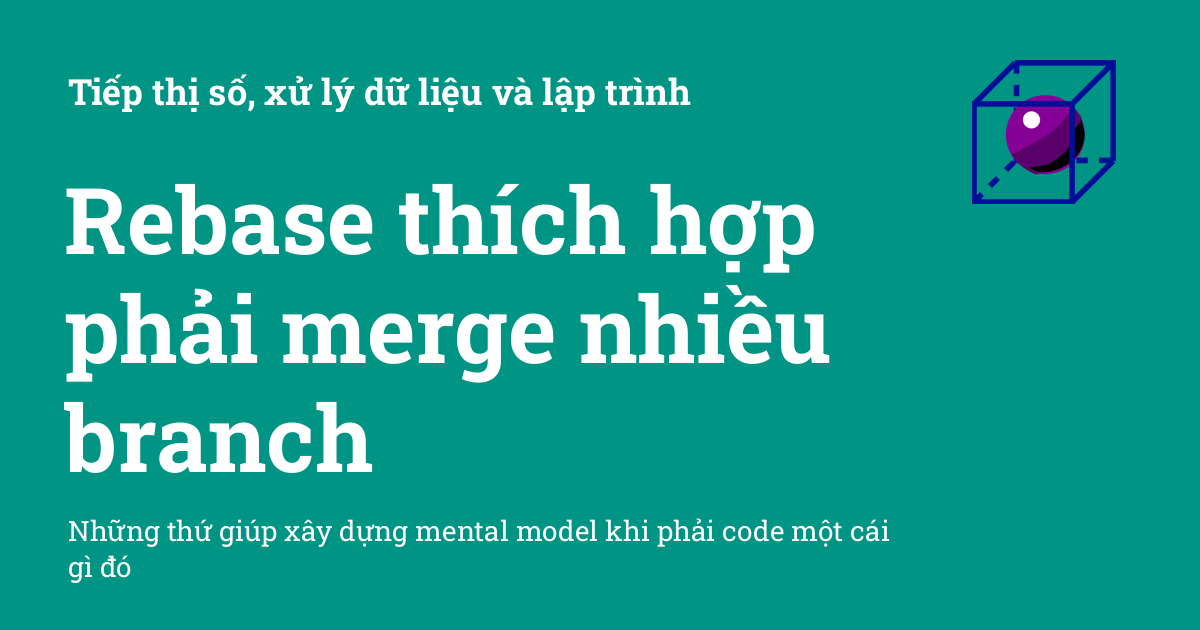 Tiếp thị số, xử lý dữ liệu và lập trình
Rebase thích hợp
phải merge nhiều
branch
Những thứ giúp xây dựng mental model khi phải code một cái
gì đó